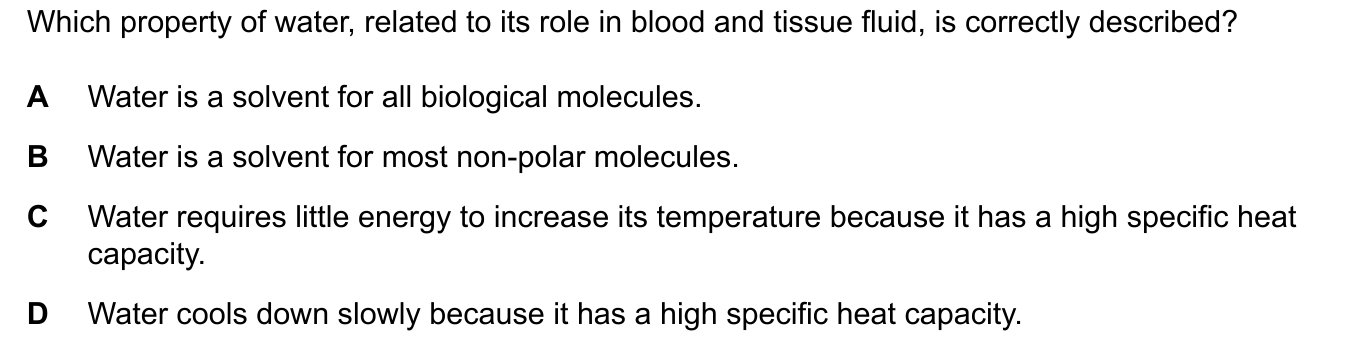 Which property of water, related to its role in blood and tissue fluid, is correctly described?
A Water is a solvent for all biological molecules.
B Water is a solvent for most non-polar molecules.
C Water requires little energy to increase its temperature because it has a high specific heat
capacity.
D Water cools down slowly because it has a high specific heat capacity.